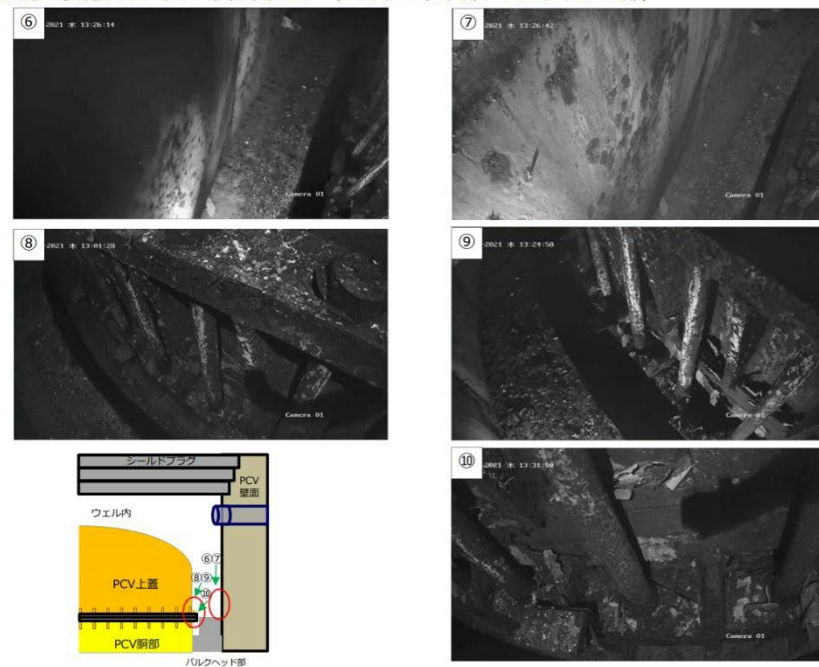 ⑥
-2021 木 13:26:14
Camera 01
⑦
-2021 木 13:26:42
Camera 01
⑧
-2021 木 13:01:28
Camera 01
⑨
-2021 木 13:24:58
Camera 01
シールドプラグ
PCV
壁面
ウェル内
⑥⑦
⑧⑨
⑩
PCV上蓋
PCV胴部
バルクヘッド部
⑩
-2021 木 13:31:50
Camera 01